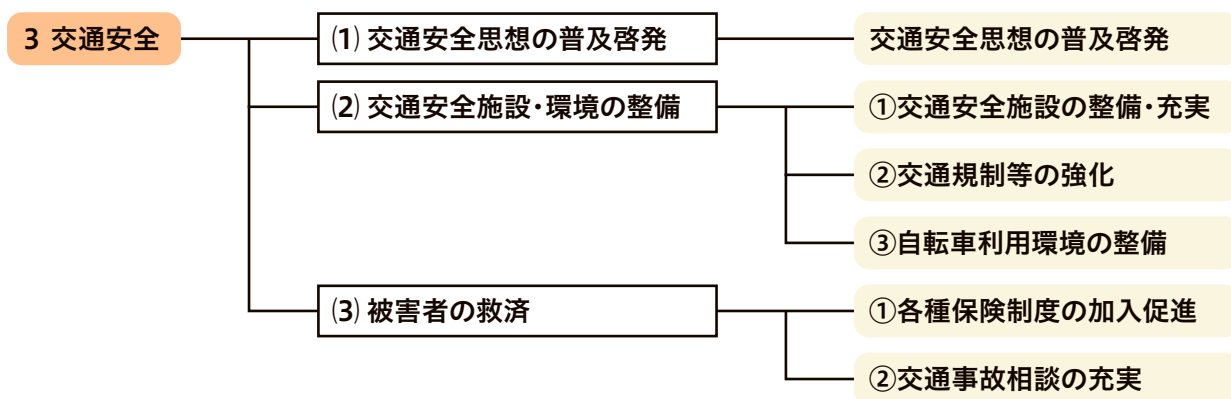 3 交通安全
⑴ 交通安全思想の普及啓発
交通安全思想の普及啓発
⑵ 交通安全施設・環境の整備
①交通安全施設の整備・充実
②交通規制等の強化
③自転車利用環境の整備
⑶ 被害者の救済
①各種保険制度の加入促進
②交通事故相談の充実